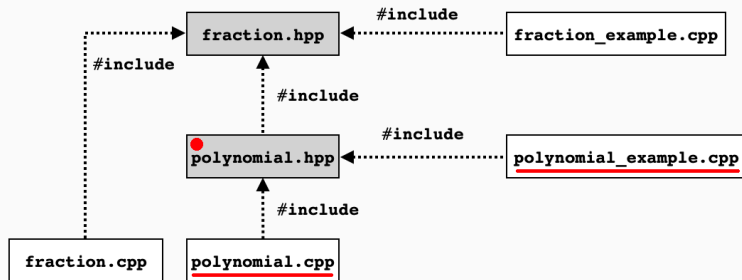 #include
fraction.hpp
fraction_example.cpp
#include
#include
#include
polynomial.hpp
polynomial_example.cpp
#include
fraction.cpp
polynomial.cpp